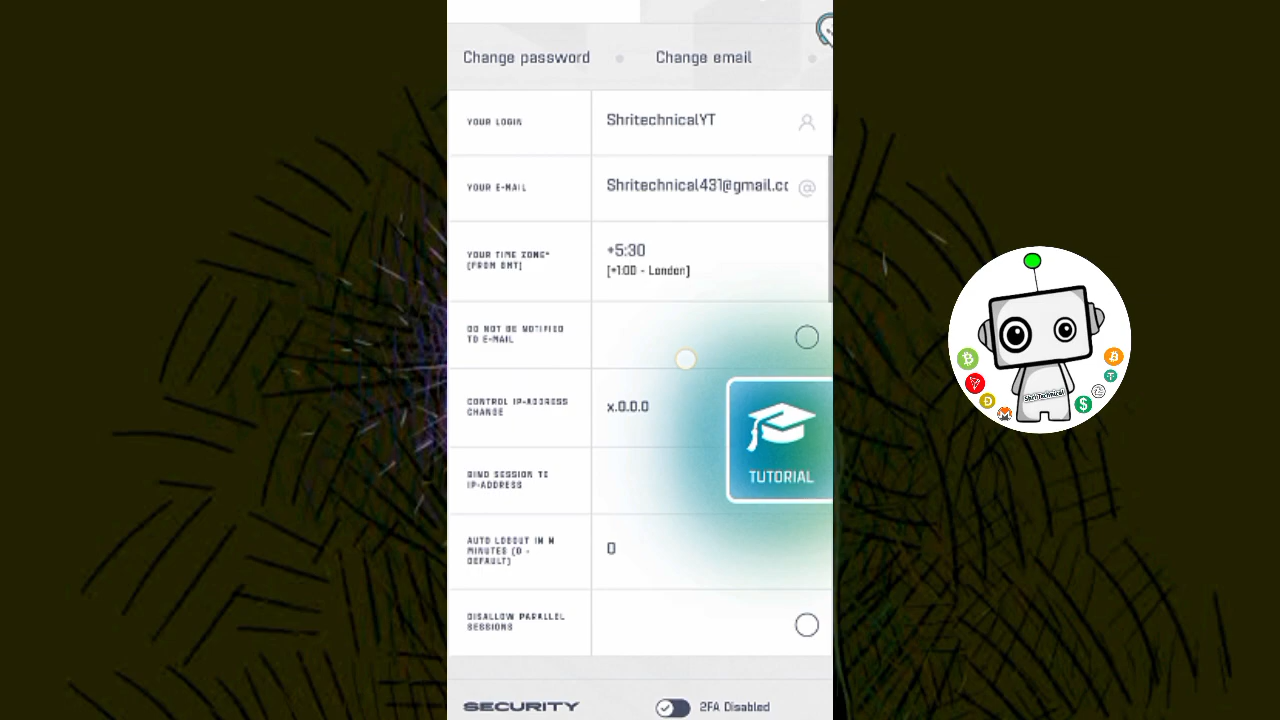 Change password
Change email
YOUR LOGIN
ShritechnicalYT
YOUR E-MAIL
Shritechnical431@gmail.cc
YOUR TIME ZONE*
(FROM GMT)
+5:30
[+1:00 - London]
DO NOT BE NOTIFIED
TO E-MAIL
CONTROL IP-ADDRESS
CHANGE
x.0.0.0
BIND SESSION TO
IP-ADDRESS
TUTORIAL
AUTO LOGOUT IN N
MINUTES (0 -
DEFAULT)
0
DISALLOW PARALLEL
SESSIONS
SECURITY
2FA Disabled
ShriTechnical